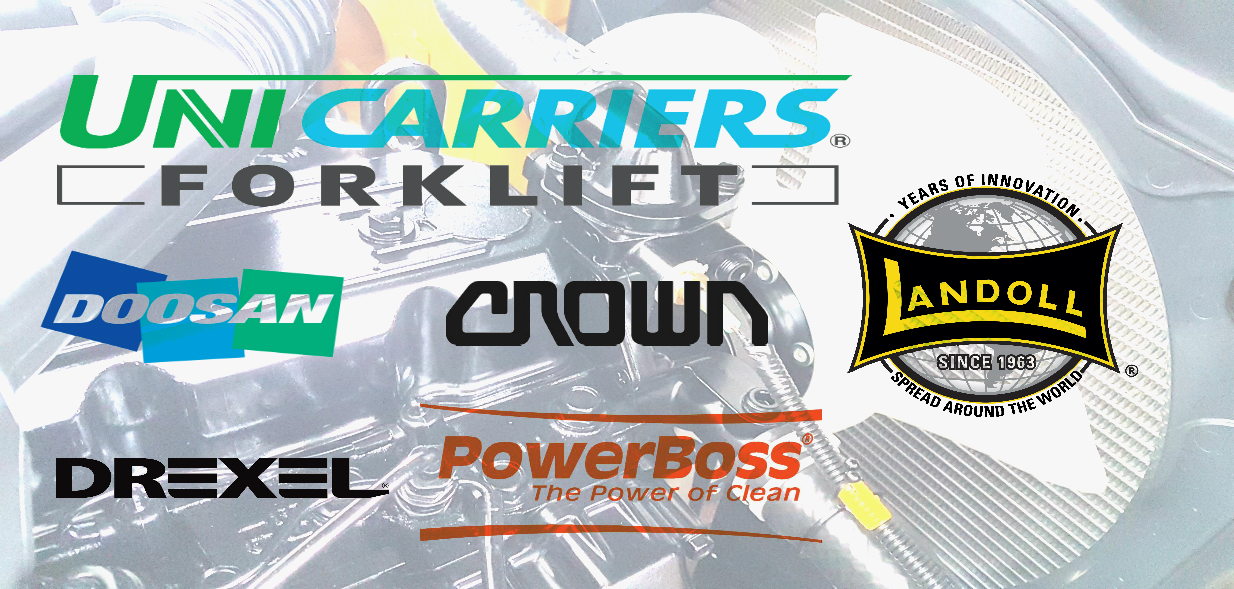 UNICARRIERS®
FORKLIFT
DOOSAN
CROWN
YEARS OF INNOVATION
LANDOLL
SINCE 1963
SPREAD AROUND THE WORLD
®
DREXEL®
PowerBoss®
The Power of Clean